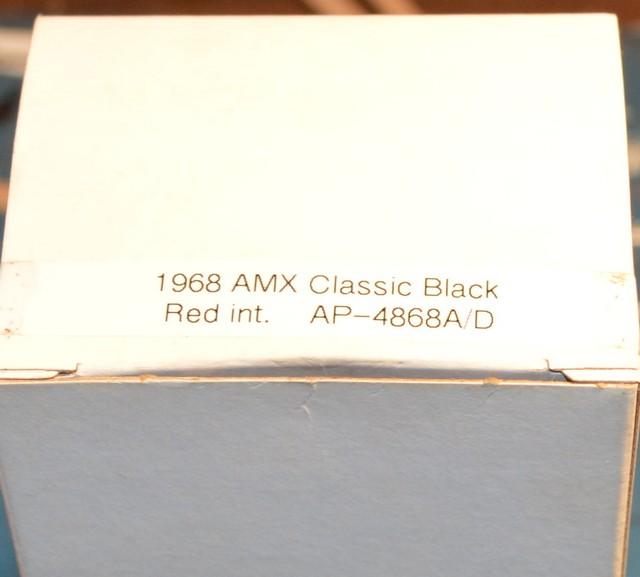 1968 AMX Classic Black
Red int. AP-4868A/D